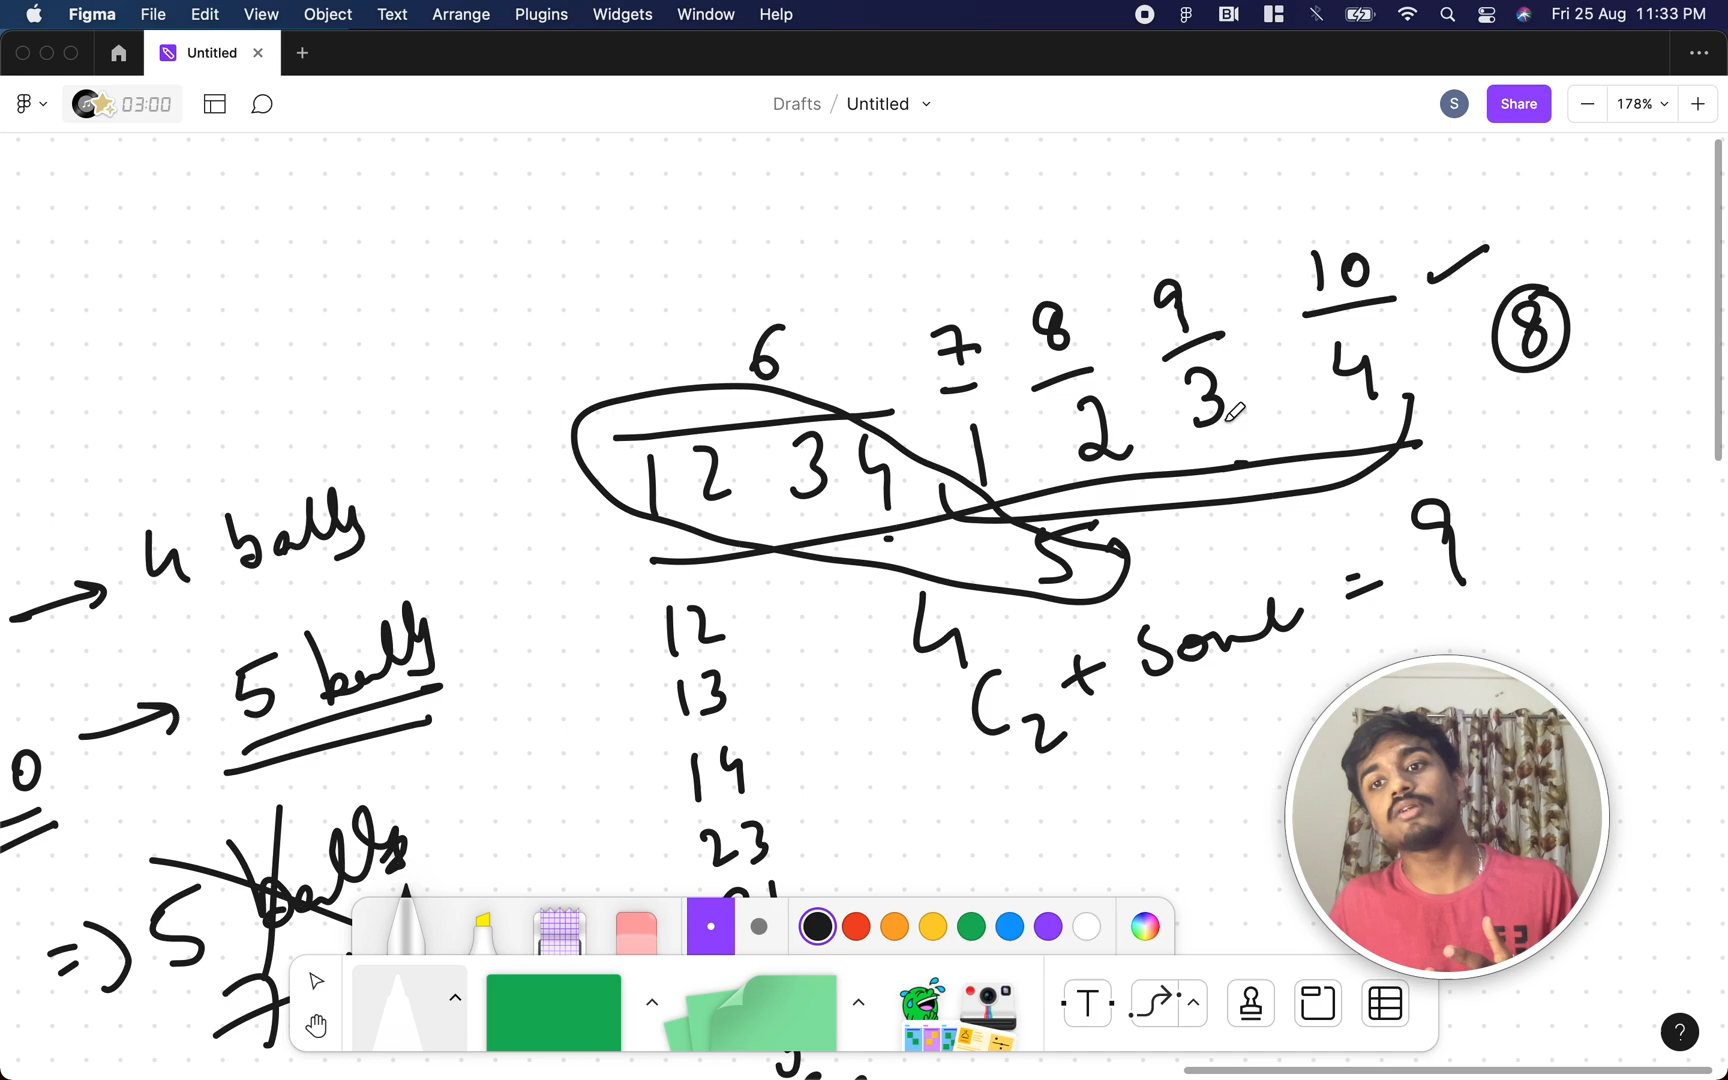 Figma File Edit View Object Text Arrange Plugins Widgets Window Help Fri 25 Aug 11:33 PM
Untitled
03:00 Drafts / Untitled S Share 178%
6 7 8 9 10 8
1 2 3 4 1 2 3 4
5
4 balls
4C2 + Some = 9
5 balls
12
13
14
23
0
=> 5 balls
7
T
?